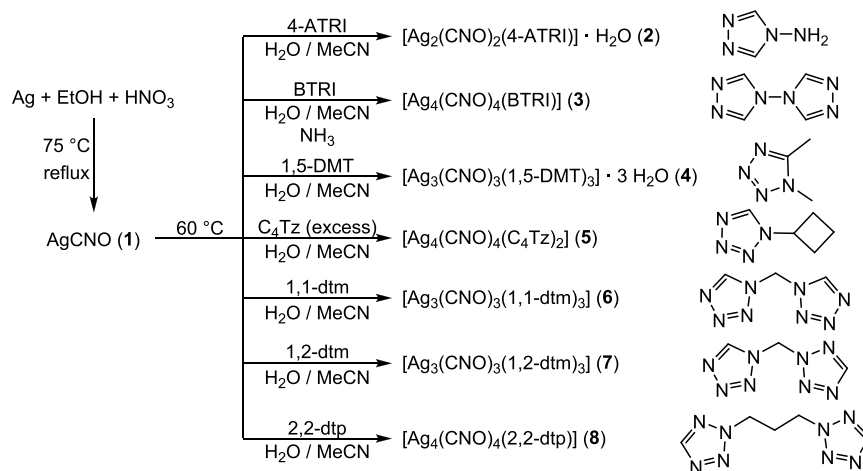 4-ATRI
H₂O / MeCN
[Ag₂(CNO)₂(4-ATRI)] · H₂O (2)
N
N
N
NH₂
Ag + EtOH + HNO₃
BTRI
H₂O / MeCN
NH₃
[Ag₄(CNO)₄(BTRI)] (3)
N
N
N
N
N
N
75 °C
reflux
1,5-DMT
H₂O / MeCN
[Ag₃(CNO)₃(1,5-DMT)₃] · 3 H₂O (4)
N
N
N
N
AgCNO (1)
60 °C
C₄Tz (excess)
H₂O / MeCN
[Ag₄(CNO)₄(C₄Tz)₂] (5)
N
N
N
N
1,1-dtm
H₂O / MeCN
[Ag₃(CNO)₃(1,1-dtm)₃] (6)
N
N
N
N
N
N
N
N
1,2-dtm
H₂O / MeCN
[Ag₃(CNO)₃(1,2-dtm)₃] (7)
N
N
N
N
N
N
N
N
2,2-dtp
H₂O / MeCN
[Ag₄(CNO)₄(2,2-dtp)] (8)
N
N
N
N
N
N
N
N